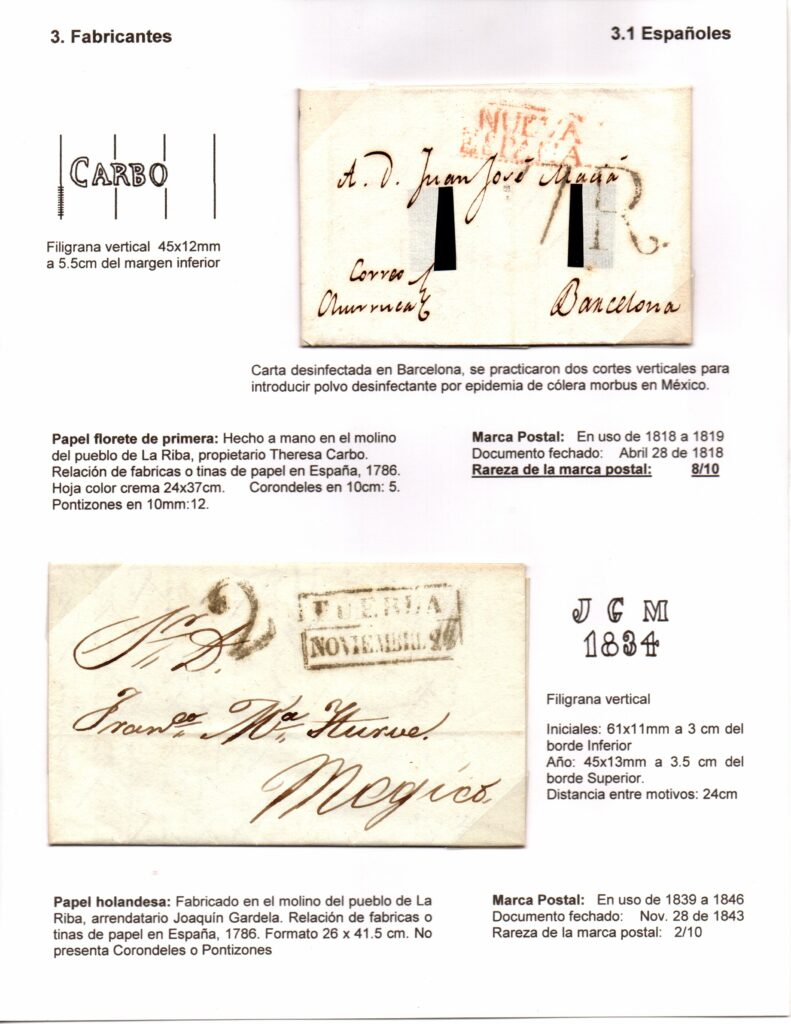 3. Fabricantes
3.1 Españoles
CARBO
Filigrana vertical 45x12mm
a 5.5cm del margen inferior
NUEVA
ESPAÑA
A. D. Juan José Maciá
R.
Correo
Churruca
Barcelona
Carta desinfectada en Barcelona, se practicaron dos cortes verticales para
introducir polvo desinfectante por epidemia de cólera morbus en México.
Papel florete de primera: Hecho a mano en el molino
del pueblo de La Riba, propietario Theresa Carbo.
Relación de fabricas o tinas de papel en España, 1786.
Hoja color crema 24x37cm. Corondeles en 10cm: 5.
Pontizones en 10mm:12.
Marca Postal: En uso de 1818 a 1819
Documento fechado: Abril 28 de 1818
Rareza de la marca postal: 8/10
2
PUEBLA
NOVIEMBRE
Sr. D.
Franco Ma Yturve.
Megico
J G M
1834
Filigrana vertical
Iniciales: 61x11mm a 3 cm del
borde Inferior
Año: 45x13mm a 3.5 cm del
borde Superior.
Distancia entre motivos: 24cm
Papel holandesa: Fabricado en el molino del pueblo de La
Riba, arrendatario Joaquín Gardela. Relación de fabricas o
tinas de papel en España, 1786. Formato 26 x 41.5 cm. No
presenta Corondeles o Pontizones
Marca Postal: En uso de 1839 a 1846
Documento fechado: Nov. 28 de 1843
Rareza de la marca postal: 2/10